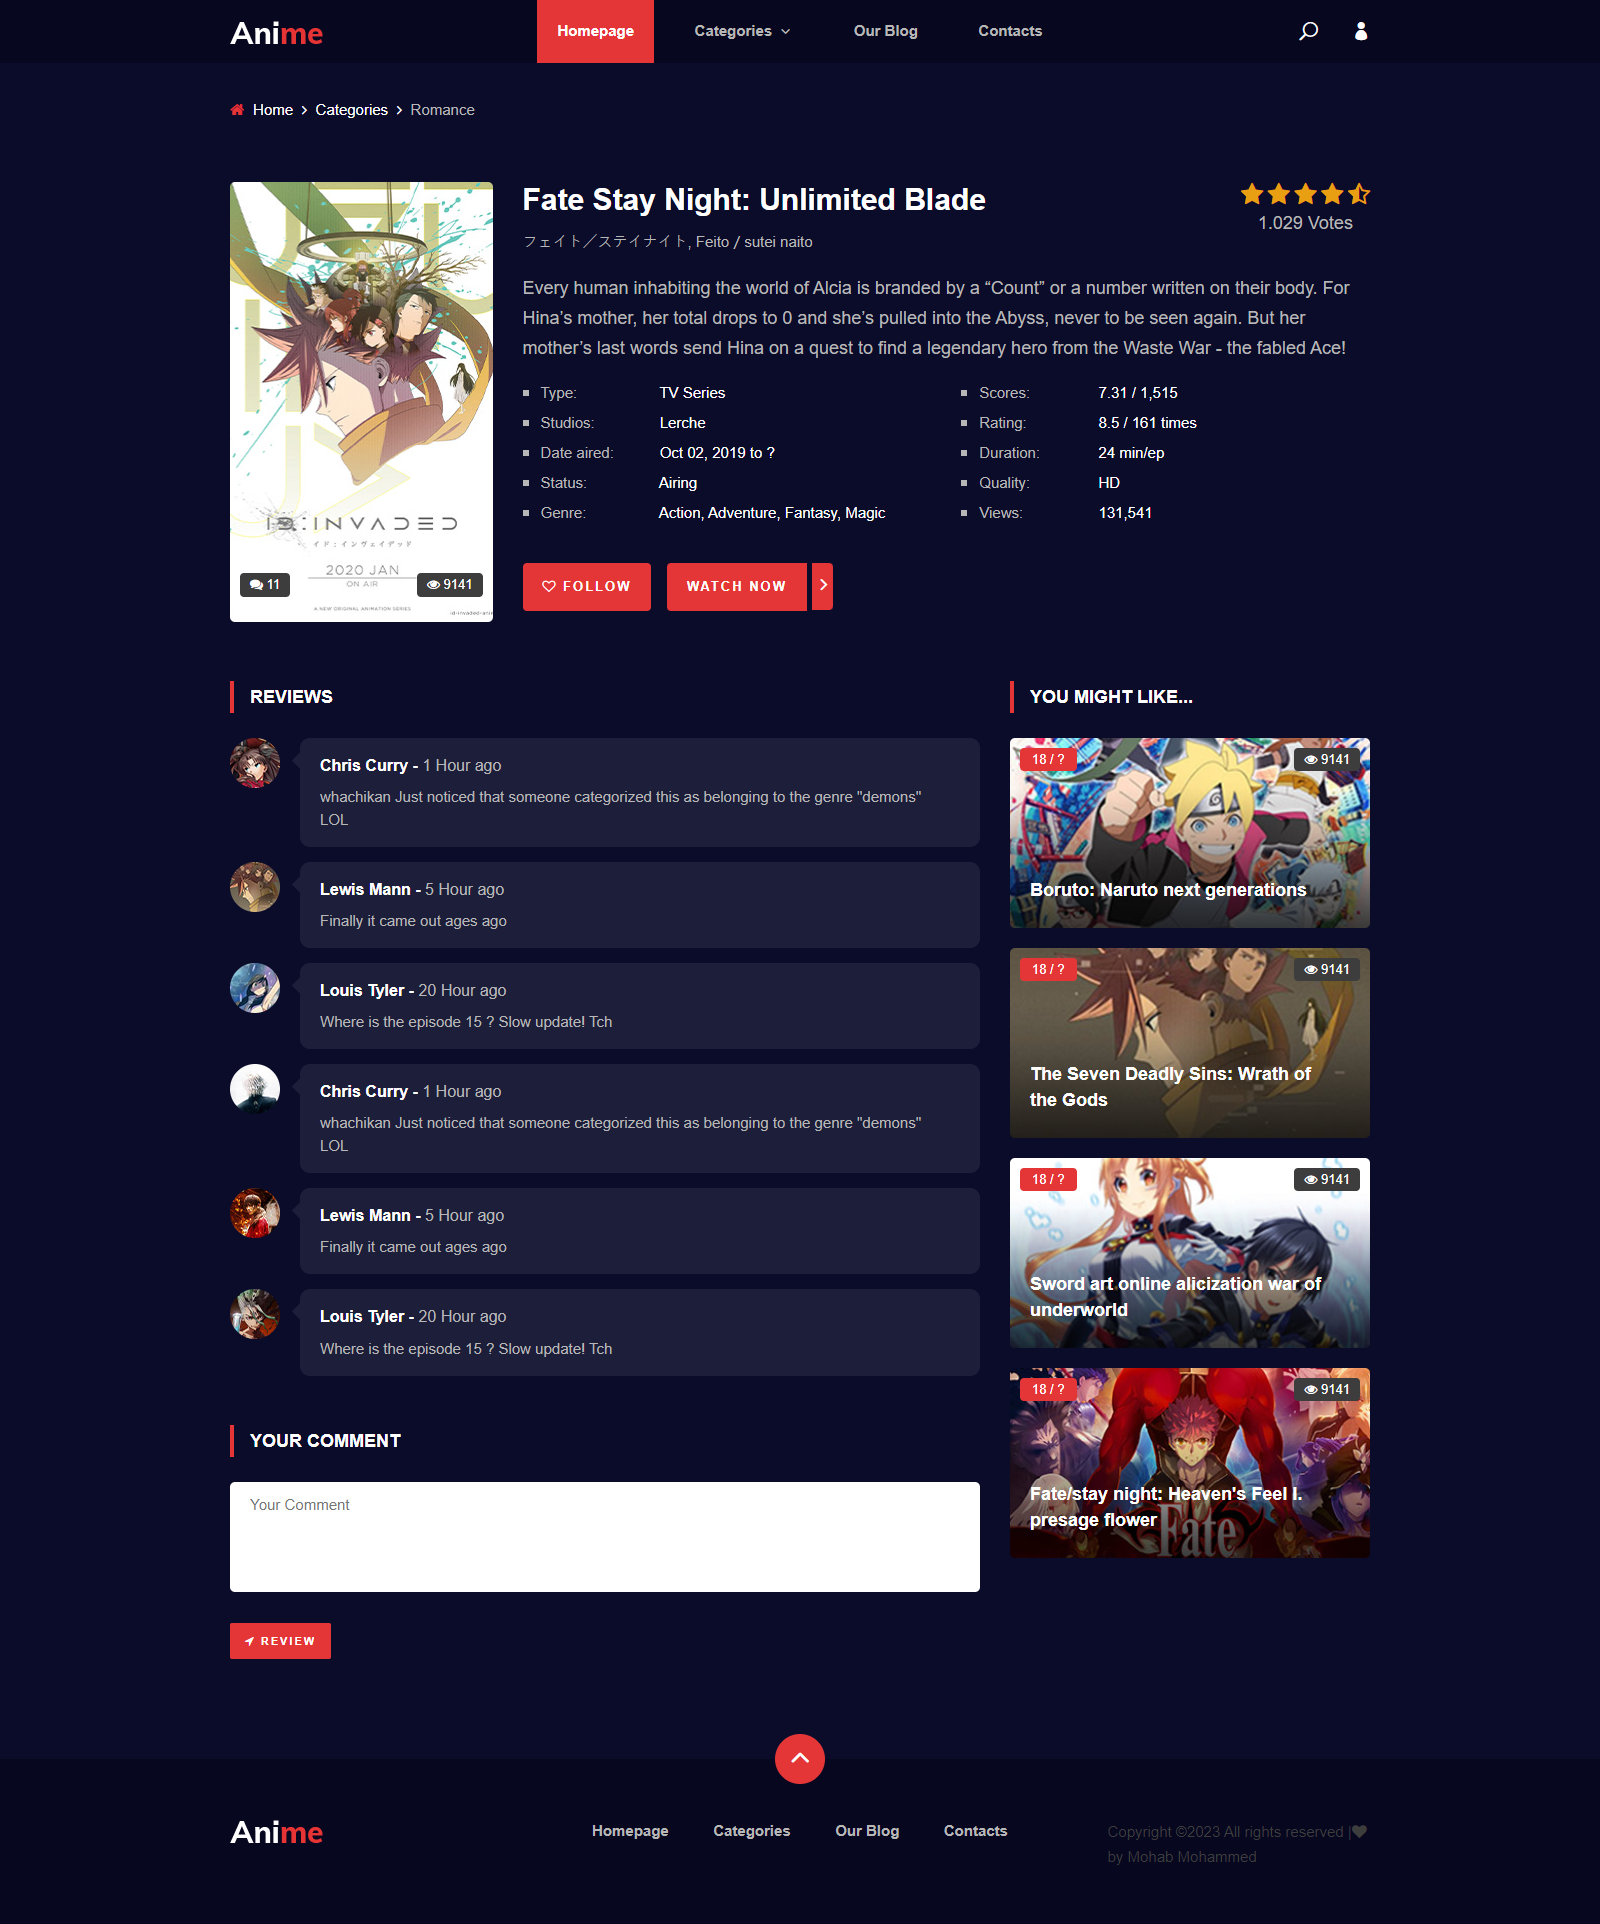 Anime
Homepage
Categories
Our Blog
Contacts
Home
Categories
Romance
ID:INVADED
イド:インヴェイデッド
2020 JAN
ON AIR
A NEW ORIGINAL ANIMATION SERIES
11
9141
Fate Stay Night: Unlimited Blade
フェイト／ステイナイト, Feito / sutei naito
1.029 Votes
Every human inhabiting the world of Alcia is branded by a “Count” or a number written on their body. For
Hina’s mother, her total drops to 0 and she’s pulled into the Abyss, never to be seen again. But her
mother’s last words send Hina on a quest to find a legendary hero from the Waste War - the fabled Ace!
Type: TV Series
Studios: Lerche
Date aired: Oct 02, 2019 to ?
Status: Airing
Genre: Action, Adventure, Fantasy, Magic
Scores: 7.31 / 1,515
Rating: 8.5 / 161 times
Duration: 24 min/ep
Quality: HD
Views: 131,541
FOLLOW
WATCH NOW
REVIEWS
Chris Curry - 1 Hour ago
whachikan Just noticed that someone categorized this as belonging to the genre "demons"
LOL
Lewis Mann - 5 Hour ago
Finally it came out ages ago
Louis Tyler - 20 Hour ago
Where is the episode 15 ? Slow update! Tch
Chris Curry - 1 Hour ago
whachikan Just noticed that someone categorized this as belonging to the genre "demons"
LOL
Lewis Mann - 5 Hour ago
Finally it came out ages ago
Louis Tyler - 20 Hour ago
Where is the episode 15 ? Slow update! Tch
YOUR COMMENT
Your Comment
REVIEW
YOU MIGHT LIKE...
18 / ?
9141
Boruto: Naruto next generations
18 / ?
9141
The Seven Deadly Sins: Wrath of
the Gods
18 / ?
9141
Sword art online alicization war of
underworld
18 / ?
9141
Fate/stay night: Heaven's Feel I.
presage flower
Fate
Anime
Homepage
Categories
Our Blog
Contacts
Copyright ©2023 All rights reserved |
by Mohab Mohammed